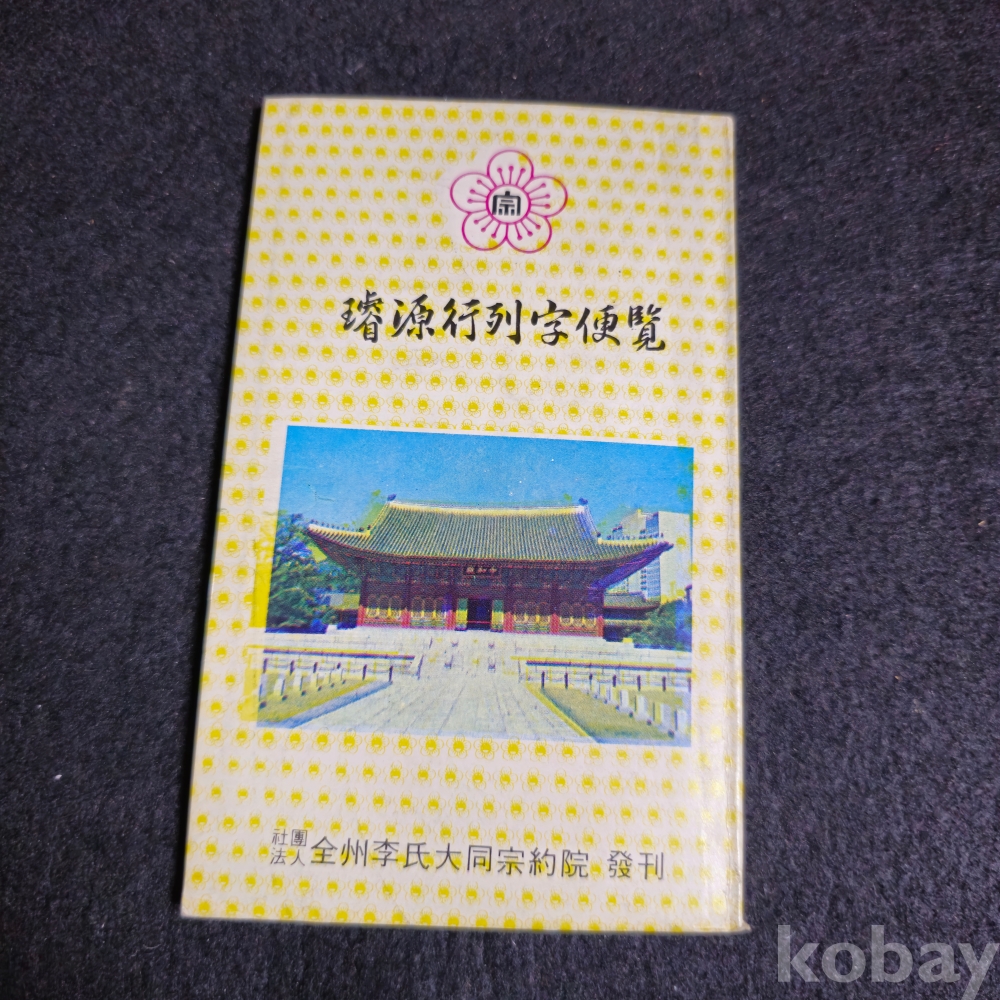 宗
璿源行列字便覽
社團
法人 全州李氏大同宗約院 發刊
kobay